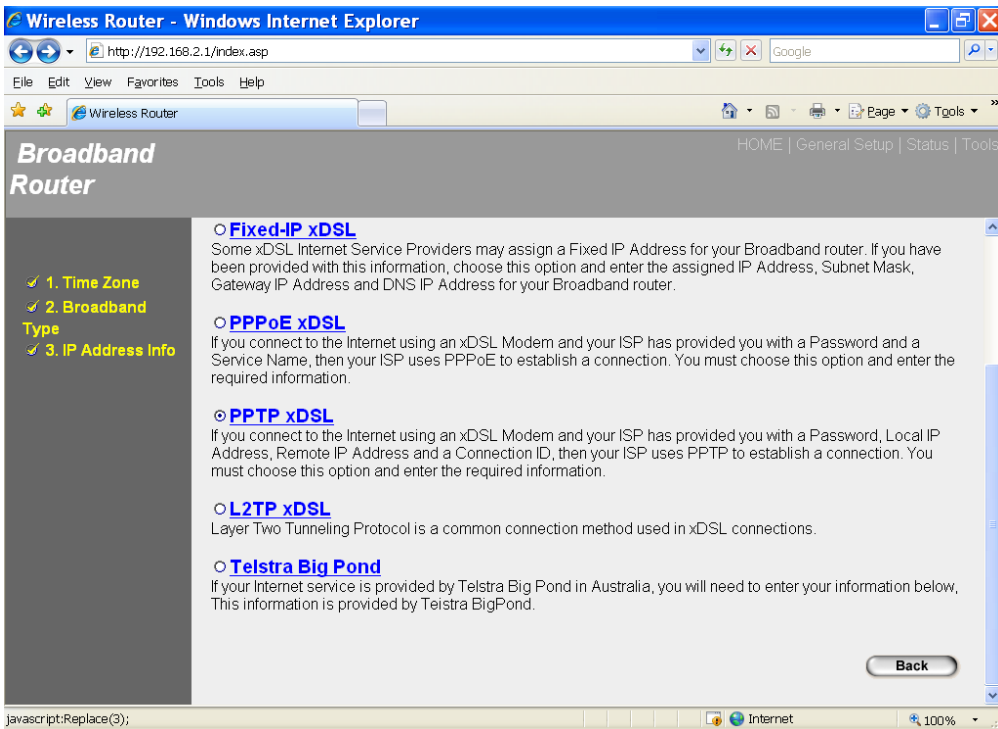 Wireless Router - Windows Internet Explorer
http://192.168.2.1/index.asp
Google
File Edit View Favorites Tools Help
Wireless Router
Page Tools »
Broadband
Router
HOME | General Setup | Status | Tools
1. Time Zone
2. Broadband
Type
3. IP Address Info
Fixed-IP xDSL
Some xDSL Internet Service Providers may assign a Fixed IP Address for your Broadband router. If you have
been provided with this information, choose this option and enter the assigned IP Address, Subnet Mask,
Gateway IP Address and DNS IP Address for your Broadband router.
PPPoE xDSL
If you connect to the Internet using an xDSL Modem and your ISP has provided you with a Password and a
Service Name, then your ISP uses PPPoE to establish a connection. You must choose this option and enter the
required information.
PPTP xDSL
If you connect to the Internet using an xDSL Modem and your ISP has provided you with a Password, Local IP
Address, Remote IP Address and a Connection ID, then your ISP uses PPTP to establish a connection. You
must choose this option and enter the required information.
L2TP xDSL
Layer Two Tunneling Protocol is a common connection method used in xDSL connections.
Telstra Big Pond
If your Internet service is provided by Telstra Big Pond in Australia, you will need to enter your information below,
This information is provided by Teistra BigPond.
Back
javascript:Replace(3);
Internet
100%